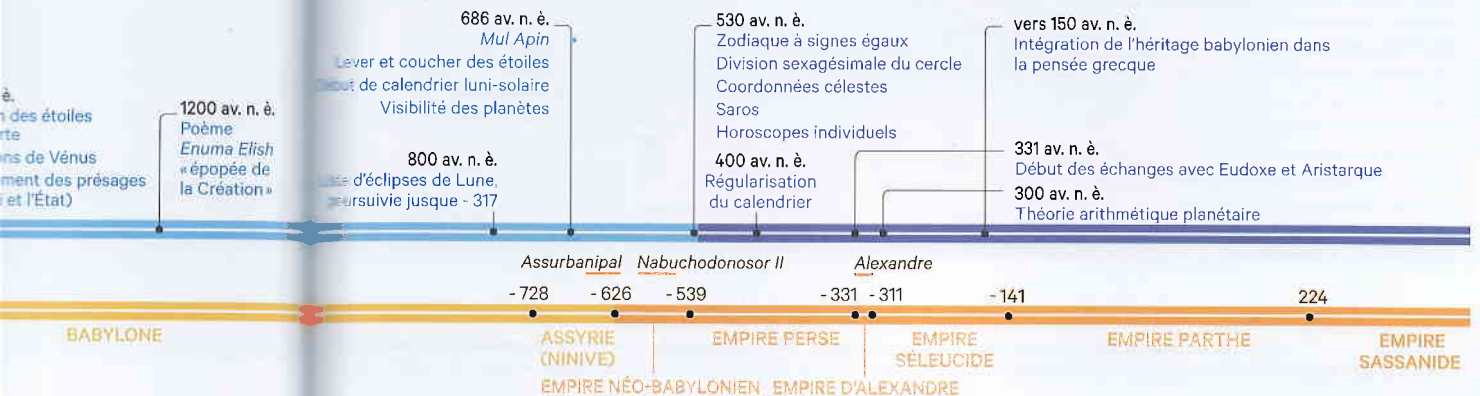 è.
des étoiles
de Vénus
des présages
et l'État)
1200 av. n. è.
Poème
Enuma Elish
« épopée de
la Création »
686 av. n. è.
Mul Apin
Lever et coucher des étoiles
de calendrier luni-solaire
Visibilité des planètes
800 av. n. è.
d'éclipses de Lune,
poursuivie jusque - 317
530 av. n. è.
Zodiaque à signes égaux
Division sexagésimale du cercle
Coordonnées célestes
Saros
Horoscopes individuels
400 av. n. è.
Régularisation
du calendrier
vers 150 av. n. è.
Intégration de l'héritage babylonien dans
la pensée grecque
331 av. n. è.
Début des échanges avec Eudoxe et Aristarque
300 av. n. è.
Théorie arithmétique planétaire
Assurbanipal Nabuchodonosor II Alexandre
- 728 - 626 - 539 - 331 - 311 - 141 224
BABYLONE
ASSYRIE
(NINIVE)
EMPIRE NÉO-BABYLONIEN
EMPIRE PERSE
EMPIRE D'ALEXANDRE
EMPIRE
SÉLEUCIDE
EMPIRE PARTHE
EMPIRE
SASSANIDE